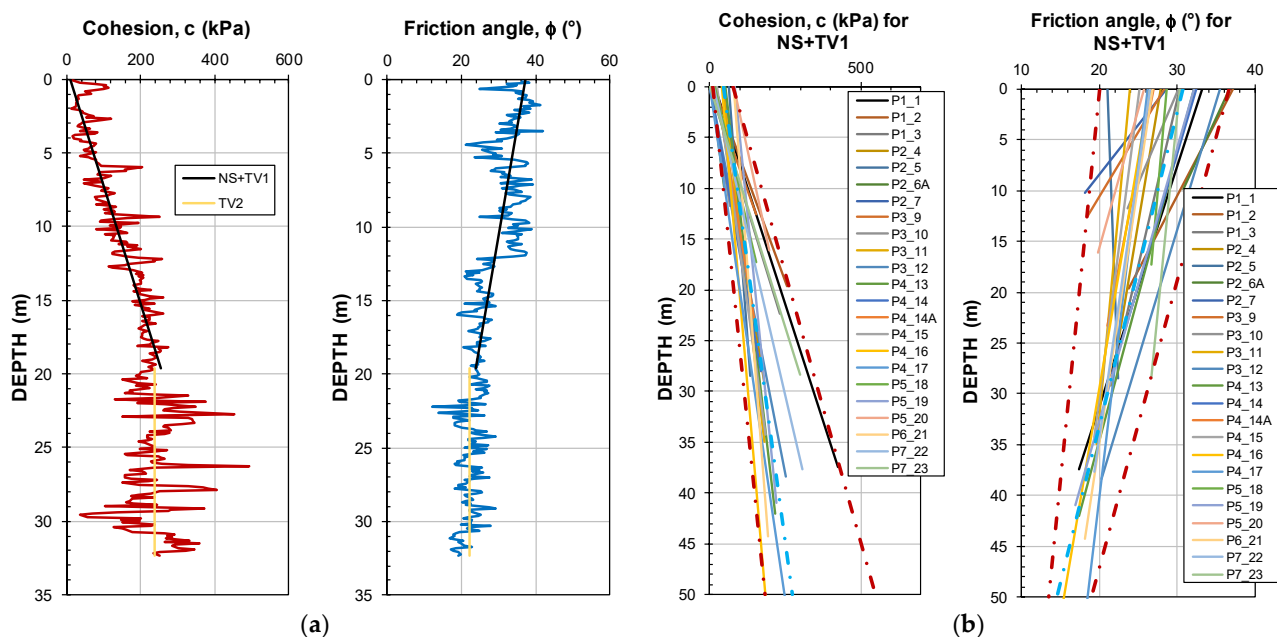 Cohesion, c (kPa)
0 200 400 600
0
5
10
15
20
25
30
35
DEPTH (m)
NS+TV1
TV2
Friction angle, ϕ (°)
0 20 40 60
0
5
10
15
20
25
30
35
DEPTH (m)
(a)
Cohesion, c (kPa) for
NS+TV1
0 500
0
5
10
15
20
25
30
35
40
45
50
DEPTH (m)
P1_1
P1_2
P1_3
P2_4
P2_5
P2_6A
P2_7
P3_9
P3_10
P3_11
P3_12
P4_13
P4_14
P4_14A
P4_15
P4_16
P4_17
P5_18
P5_19
P5_20
P6_21
P7_22
P7_23
Friction angle, ϕ (°) for
NS+TV1
10 20 30 40
0
5
10
15
20
25
30
35
40
45
50
DEPTH (m)
P1_1
P1_2
P1_3
P2_4
P2_5
P2_6A
P2_7
P3_9
P3_10
P3_11
P3_12
P4_13
P4_14
P4_14A
P4_15
P4_16
P4_17
P5_18
P5_19
P5_20
P6_21
P7_22
P7_23
(b)